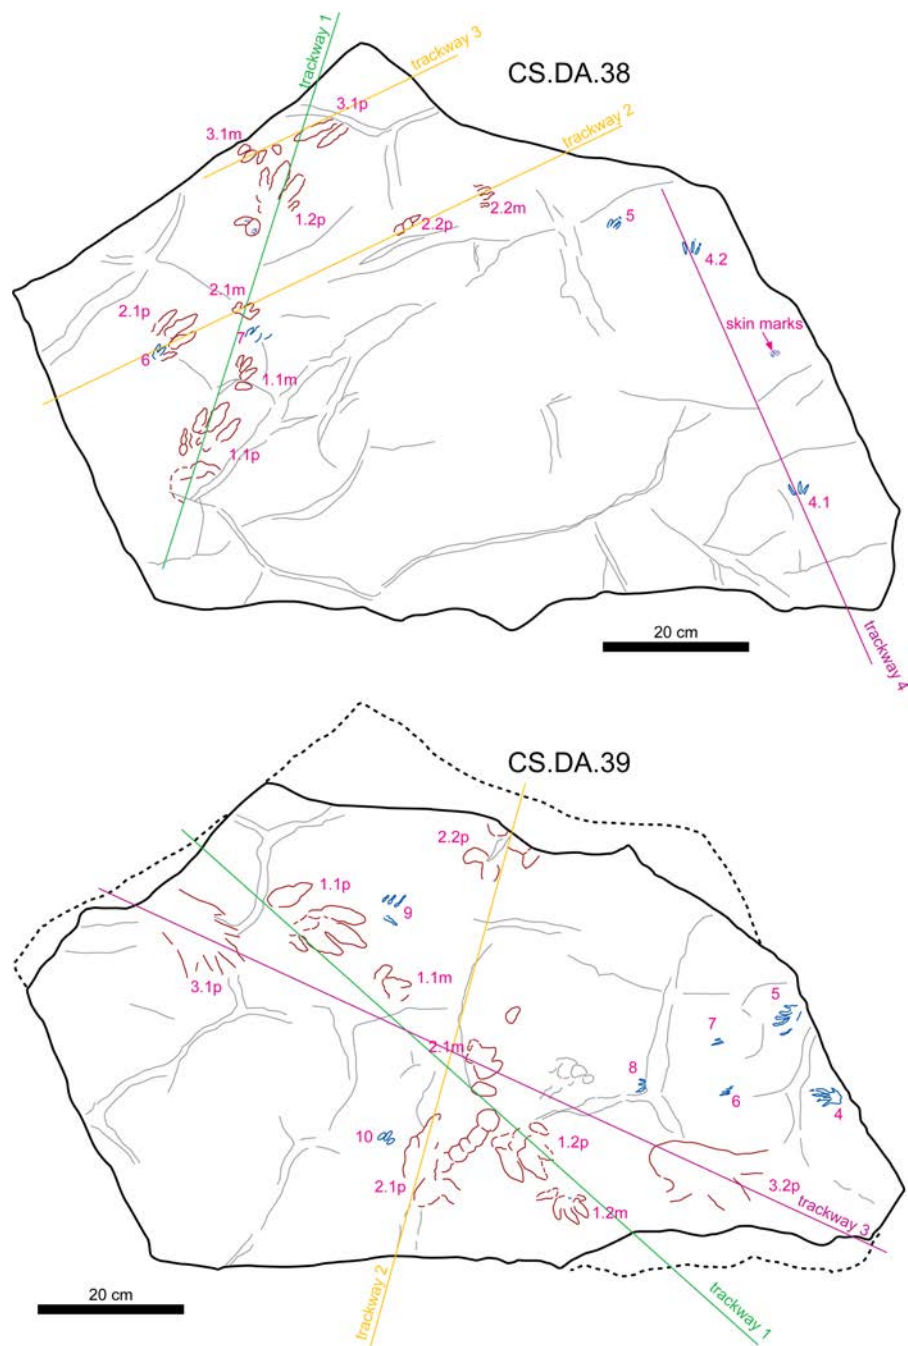 trackway 1
trackway 3
CS.DA.38
3.1p
trackway 2
3.1m
2.2m
5
1.2p
2.2p
4.2
2.1m
2.1p
skin marks
7
6
1.1m
1.1p
4.1
20 cm
trackway 4
CS.DA.39
2.2p
1.1p
9
3.1p
1.1m
5
7
2.1m
8
6
4
10
1.2p
2.1p
3.2p
1.2m
trackway 3
trackway 2
20 cm
trackway 1